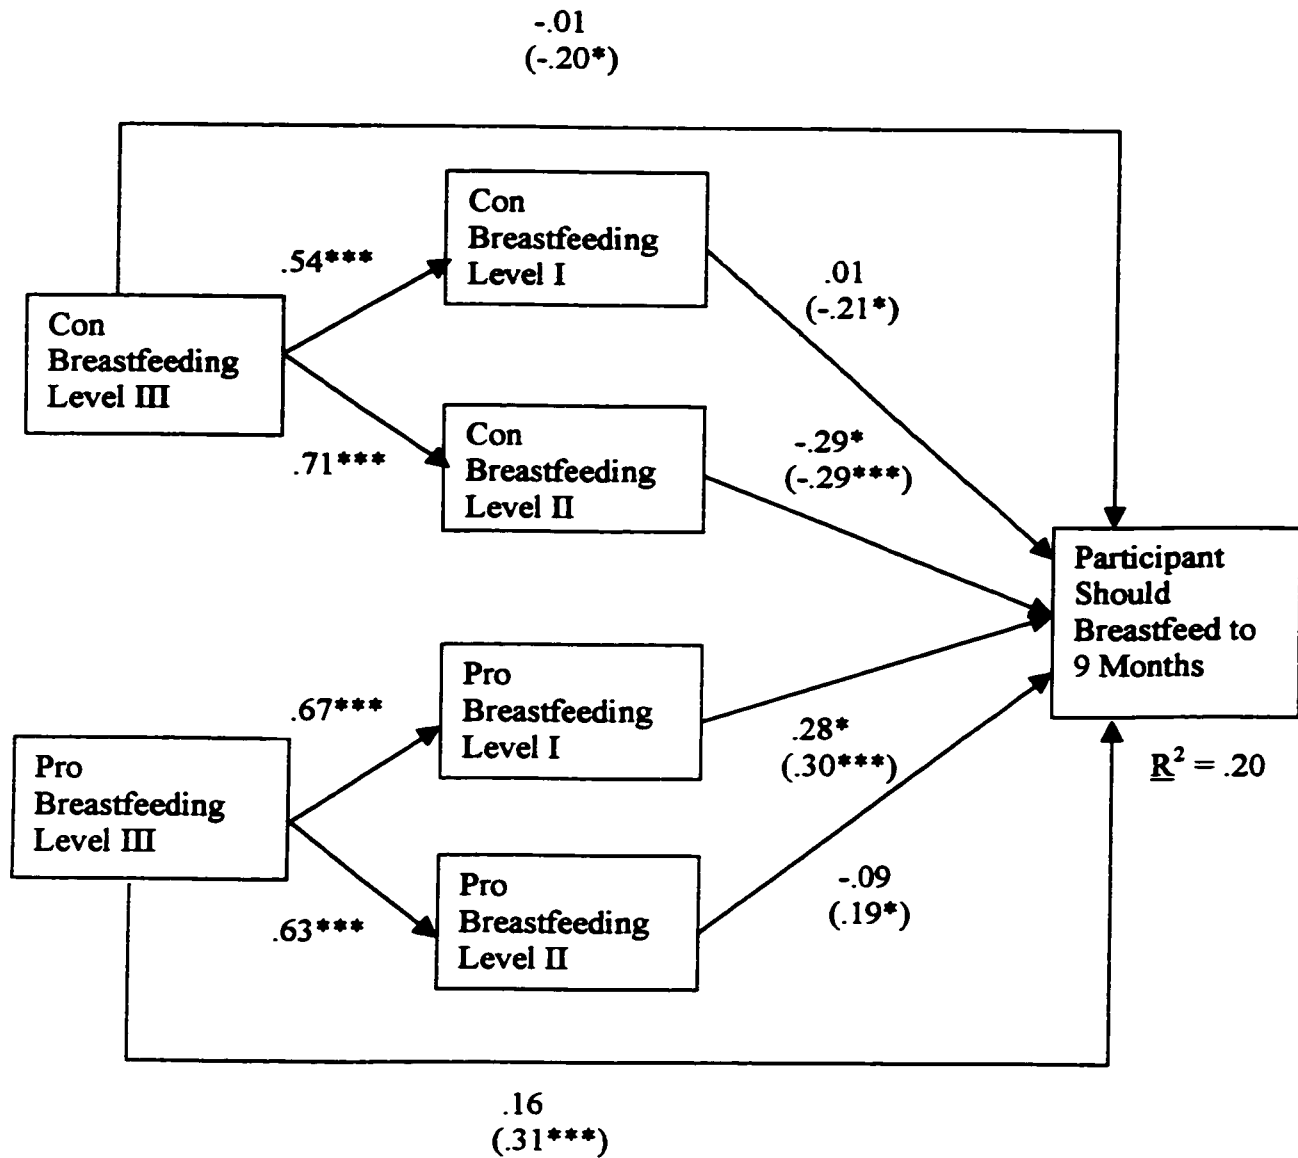 -.01
(-.20*)
Con
Breastfeeding
Level I
.54***
.01
(-.21*)
Con
Breastfeeding
Level III
Con
Breastfeeding
Level II
.71***
-.29*
(-.29***)
Participant
Should
Breastfeed to
9 Months
Pro
Breastfeeding
Level I
.67***
.28*
(.30***)
R² = .20
Pro
Breastfeeding
Level III
Pro
Breastfeeding
Level II
.63***
-.09
(.19*)
.16
(.31***)